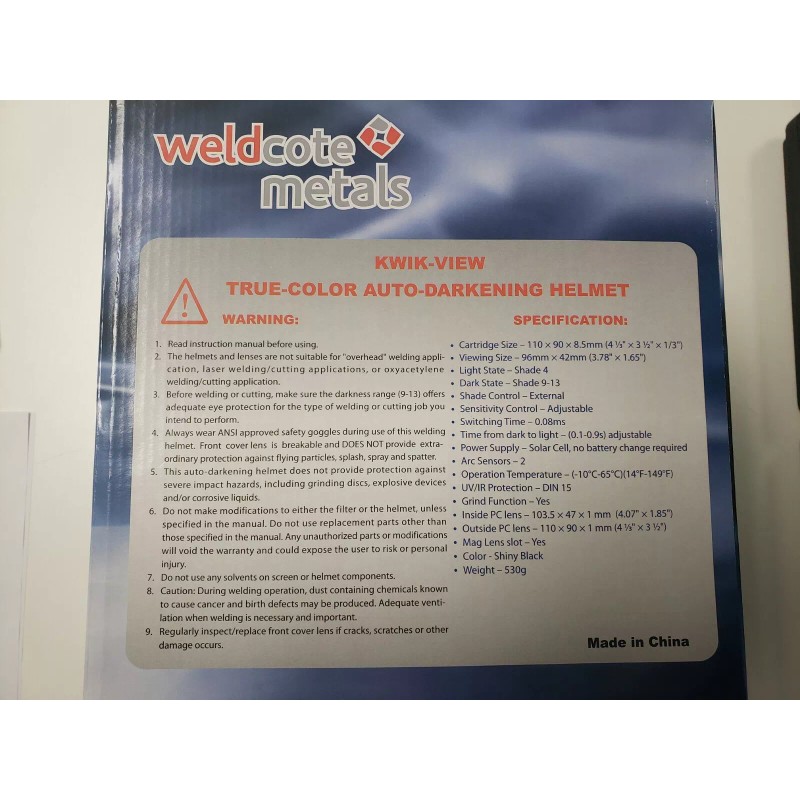 weldcote
metals
KWIK-VIEW
TRUE-COLOR AUTO-DARKENING HELMET
WARNING:
1. Read instruction manual before using.
2. The helmets and lenses are not suitable for "overhead" welding appli-
cation, laser welding/cutting applications, or oxyacetylene
welding/cutting application.
3. Before welding or cutting, make sure the darkness range (9-13) offers
adequate eye protection for the type of welding or cutting job you
intend to perform.
4. Always wear ANSI approved safety goggles during use of this welding
helmet. Front cover lens is breakable and DOES NOT provide extra-
ordinary protection against flying particles, splash, spray and spatter.
5. This auto-darkening helmet does not provide protection against
severe impact hazards, including grinding discs, explosive devices
and/or corrosive liquids.
6. Do not make modifications to either the filter or the helmet, unless
specified in the manual. Do not use replacement parts other than
those specified in the manual. Any unauthorized parts or modifications
will void the warranty and could expose the user to risk or personal
injury.
7. Do not use any solvents on screen or helmet components.
8. Caution: During welding operation, dust containing chemicals known
to cause cancer and birth defects may be produced. Adequate venti-
lation when welding is necessary and important.
9. Regularly inspect/replace front cover lens if cracks, scratches or other
damage occurs.
SPECIFICATION:
• Cartridge Size – 110 × 90 × 8.5mm (4 ⅓" × 3 ½" × 1/3")
• Viewing Size – 96mm × 42mm (3.78" × 1.65")
• Light State – Shade 4
• Dark State – Shade 9-13
• Shade Control – External
• Sensitivity Control – Adjustable
• Switching Time – 0.08ms
• Time from dark to light – (0.1-0.9s) adjustable
• Power Supply – Solar Cell, no battery change required
• Arc Sensors – 2
• Operation Temperature – (-10°C-65°C)(14°F-149°F)
• UV/IR Protection – DIN 15
• Grind Function – Yes
• Inside PC lens – 103.5 × 47 × 1 mm (4.07" × 1.85")
• Outside PC lens – 110 × 90 × 1 mm (4 ⅓" × 3 ½")
• Mag Lens slot – Yes
• Color - Shiny Black
• Weight – 530g
Made in China